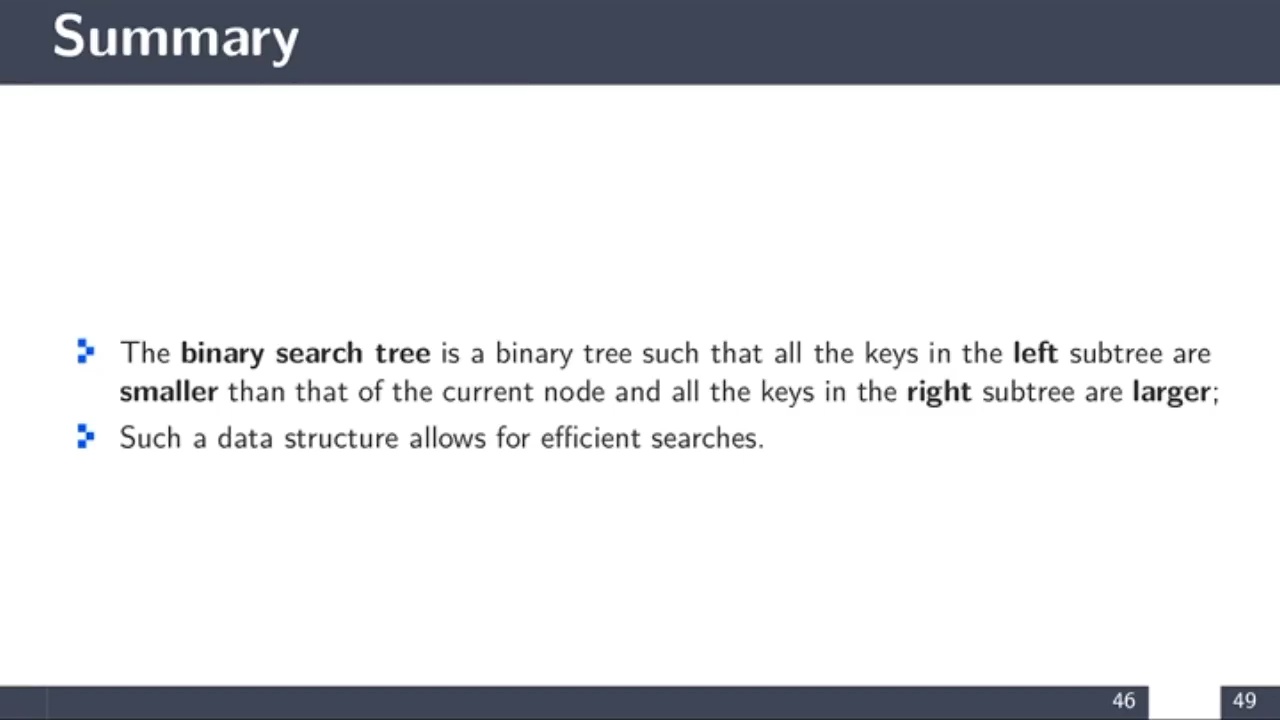 Summary
The binary search tree is a binary tree such that all the keys in the left subtree are
smaller than that of the current node and all the keys in the right subtree are larger;
Such a data structure allows for efficient searches.
46 49